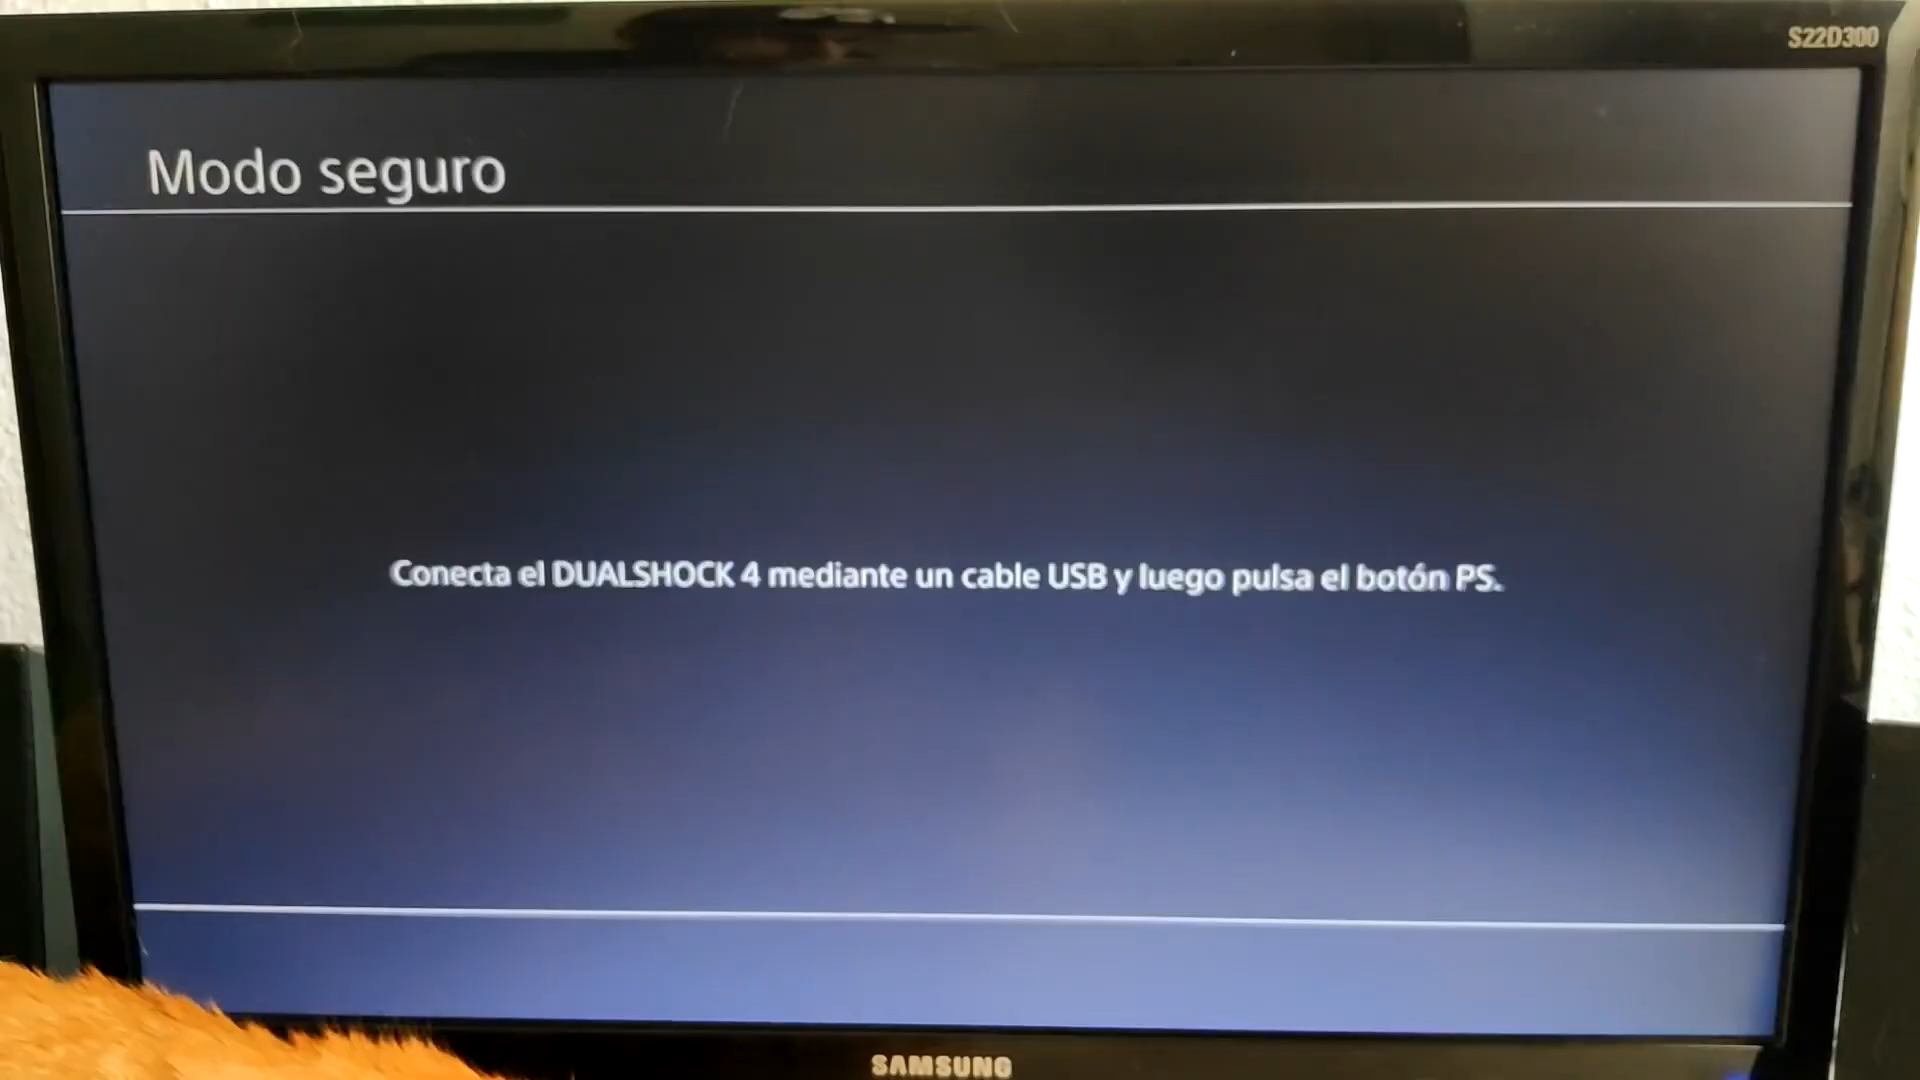 S22D300
Modo seguro
Conecta el DUALSHOCK 4 mediante un cable USB y luego pulsa el botón PS.
SAMSUNG